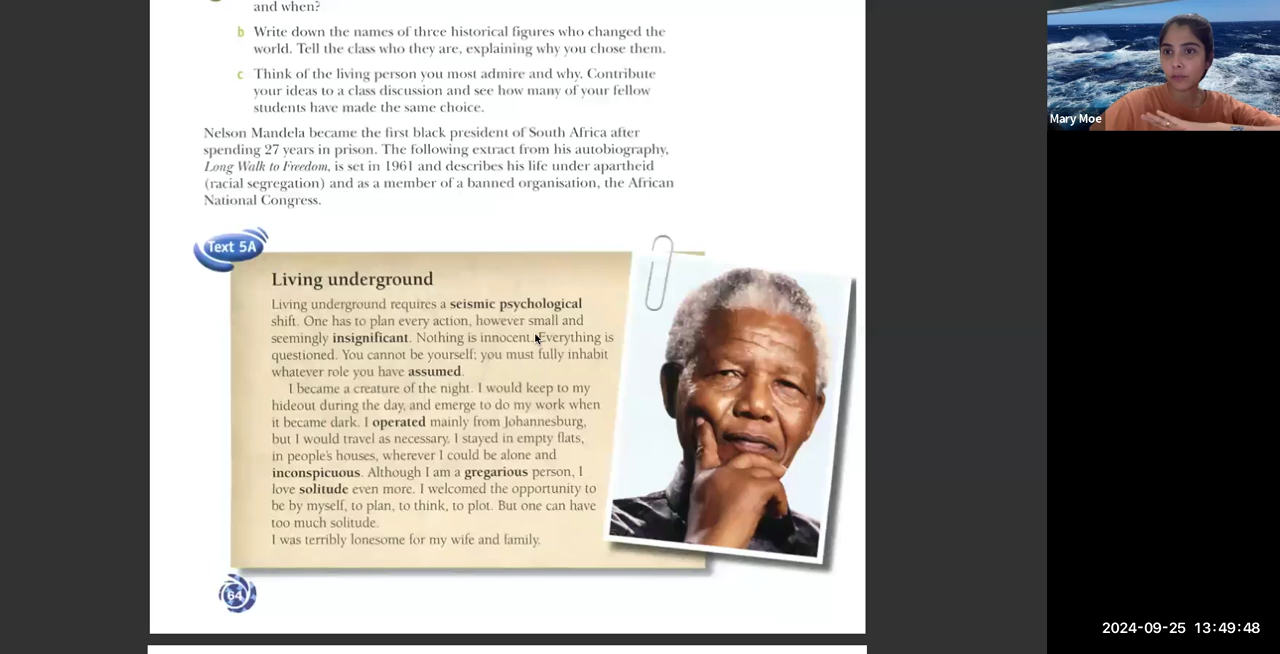 and when?
b Write down the names of three historical figures who changed the
world. Tell the class who they are, explaining why you chose them.
c Think of the living person you most admire and why. Contribute
your ideas to a class discussion and see how many of your fellow
students have made the same choice.
Nelson Mandela became the first black president of South Africa after
spending 27 years in prison. The following extract from his autobiography,
Long Walk to Freedom, is set in 1961 and describes his life under apartheid
(racial segregation) and as a member of a banned organisation, the African
National Congress.
Text 5A
Living underground
Living underground requires a seismic psychological
shift. One has to plan every action, however small and
seemingly insignificant. Nothing is innocent. Everything is
questioned. You cannot be yourself; you must fully inhabit
whatever role you have assumed.
I became a creature of the night. I would keep to my
hideout during the day, and emerge to do my work when
it became dark. I operated mainly from Johannesburg,
but I would travel as necessary. I stayed in empty flats,
in people's houses, wherever I could be alone and
inconspicuous. Although I am a gregarious person, I
love solitude even more. I welcomed the opportunity to
be by myself, to plan, to think, to plot. But one can have
too much solitude.
I was terribly lonesome for my wife and family.
64
Mary Moe
2024-09-25 13:49:48